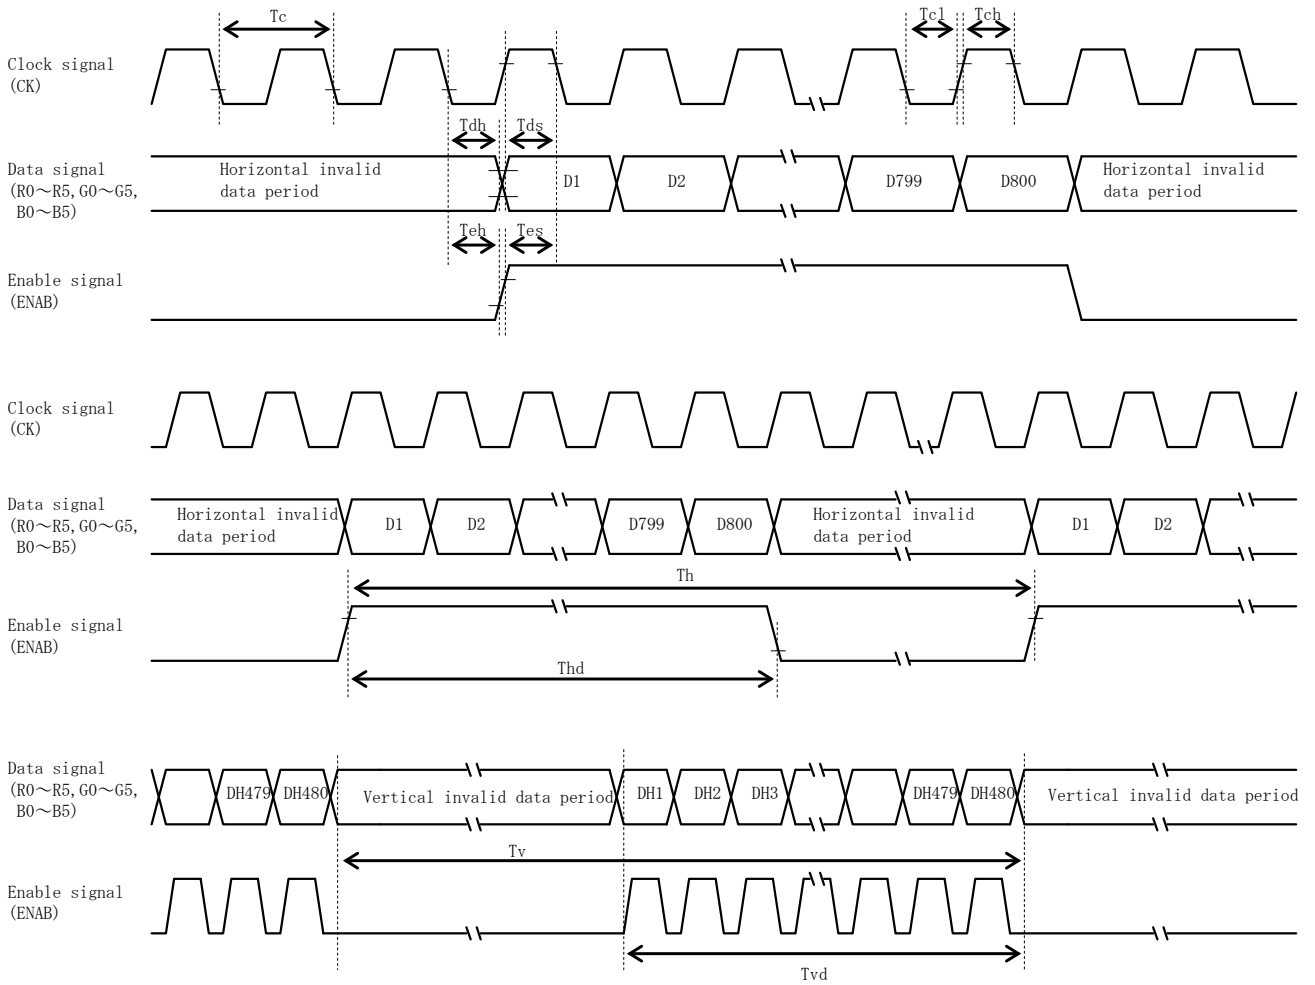 Tc
Tcl
Tch
Clock signal
(CK)
Tdh
Tds
Data signal
(R0～R5,G0～G5,
B0～B5)
Horizontal invalid
data period
D1
D2
D799
D800
Horizontal invalid
data period
Teh
Tes
Enable signal
(ENAB)
Clock signal
(CK)
Data signal
(R0～R5,G0～G5,
B0～B5)
Horizontal invalid
data period
D1
D2
D799
D800
Horizontal invalid
data period
D1
D2
Th
Enable signal
(ENAB)
Thd
Data signal
(R0～R5,G0～G5,
B0～B5)
DH479
DH480
Vertical invalid data period
DH1
DH2
DH3
DH479
DH480
Vertical invalid data period
Tv
Enable signal
(ENAB)
Tvd